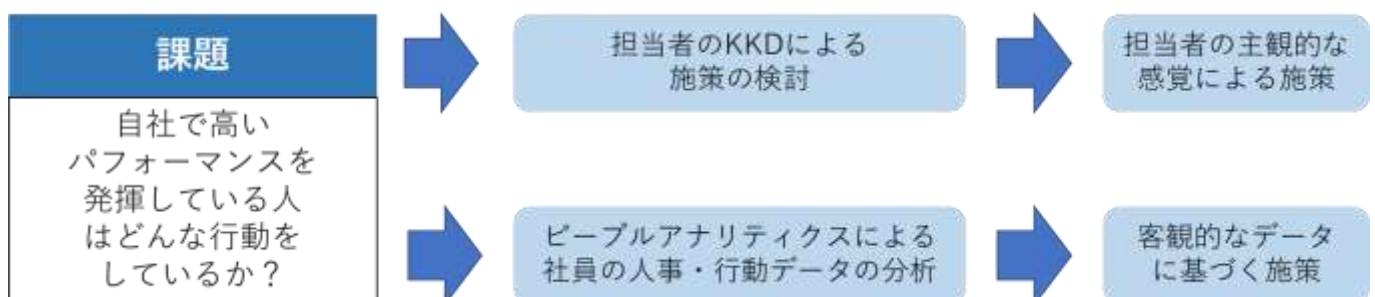 課題
自社で高い
パフォーマンスを
発揮している人
はどんな行動を
しているか？
担当者のKKDによる
施策の検討
担当者の主観的な
感覚による施策
ピープルアナリティクスによる
社員の人事・行動データの分析
客観的なデータ
に基づく施策